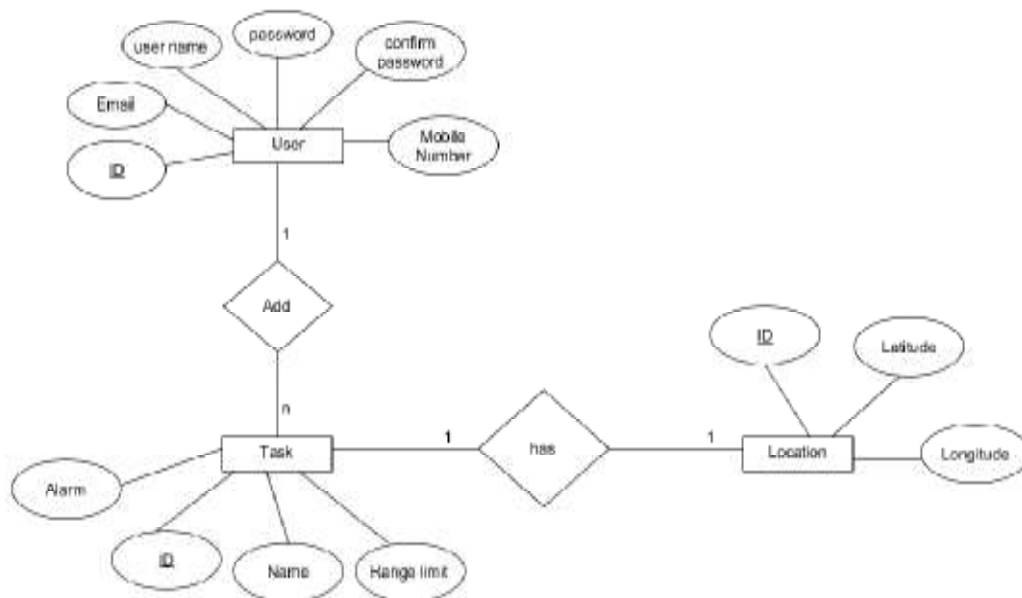 user name
password
confirm
password
Email
ID
User
Mobile
Number
1
Add
n
ID
Latitude
Task
1
has
1
Location
Longitude
Alarm
ID
Name
Range limit